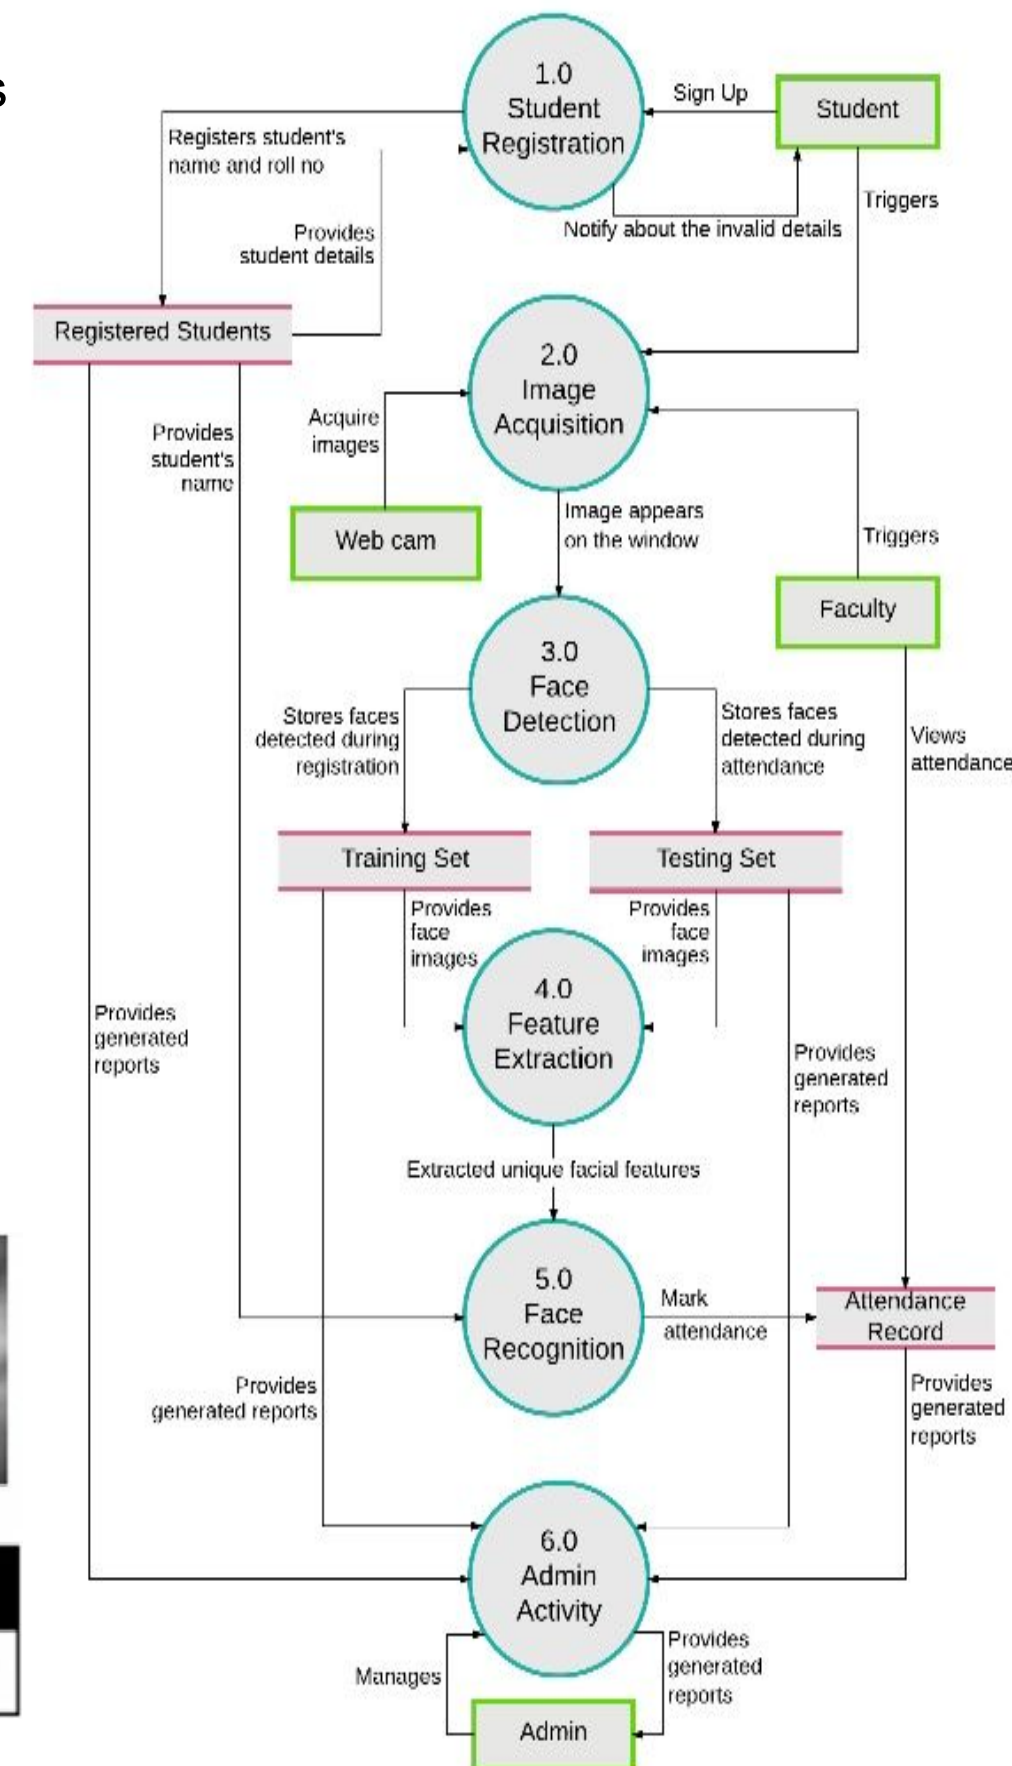 s
1.0
Student
Registration
Sign Up
Student
Registers student's
name and roll no
Provides
student details
Notify about the invalid details
Triggers
Registered Students
2.0
Image
Acquisition
Acquire
images
Provides
student's
name
Web cam
Image appears
on the window
Triggers
Faculty
3.0
Face
Detection
Stores faces
detected during
registration
Stores faces
detected during
attendance
Views
attendance
Training Set
Testing Set
Provides
face
images
Provides
face
images
4.0
Feature
Extraction
Provides
generated
reports
Provides
generated
reports
Extracted unique facial features
5.0
Face
Recognition
Mark
attendance
Attendance
Record
Provides
generated reports
Provides
generated
reports
6.0
Admin
Activity
Manages
Provides
generated
reports
Admin